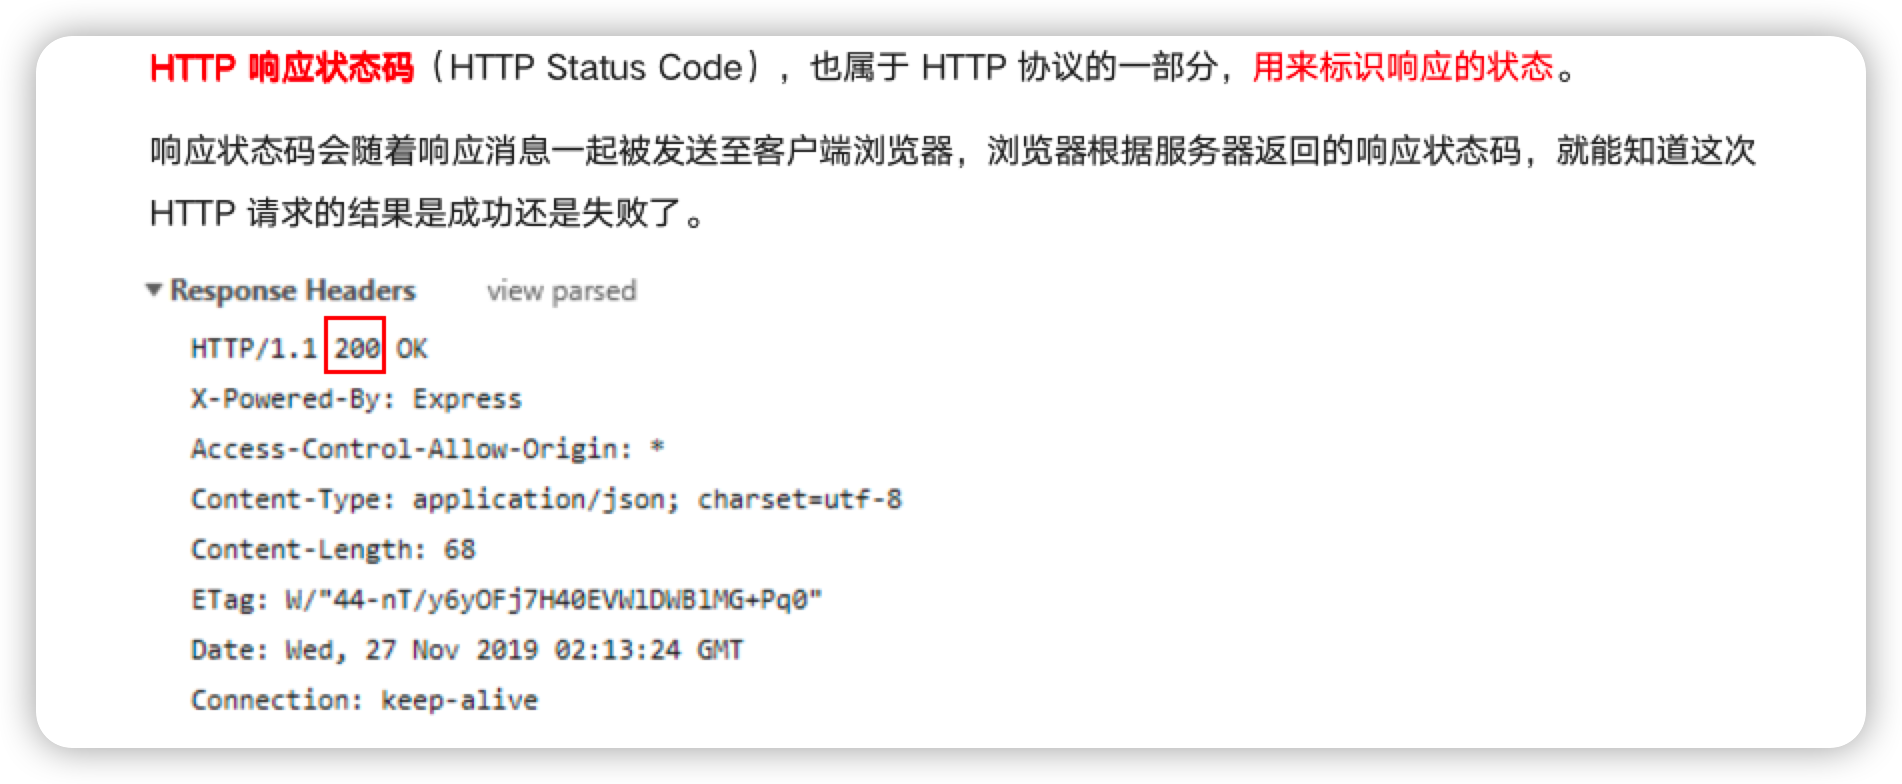 HTTP 响应状态码（HTTP Status Code），也属于 HTTP 协议的一部分，用来标识响应的状态。
响应状态码会随着响应消息一起被发送至客户端浏览器，浏览器根据服务器返回的响应状态码，就能知道这次
HTTP 请求的结果是成功还是失败了。
▼ Response Headers view parsed
HTTP/1.1 200 OK
X-Powered-By: Express
Access-Control-Allow-Origin: *
Content-Type: application/json; charset=utf-8
Content-Length: 68
ETag: W/"44-nT/y6yOFj7H40EVWlDWBlMG+Pq0"
Date: Wed, 27 Nov 2019 02:13:24 GMT
Connection: keep-alive